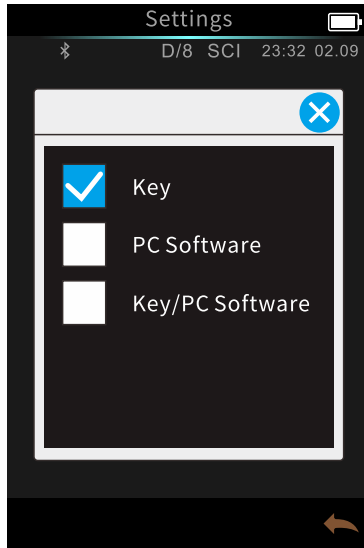 Settings
D/8 SCI 23:32 02.09
Key
PC Software
Key/PC Software